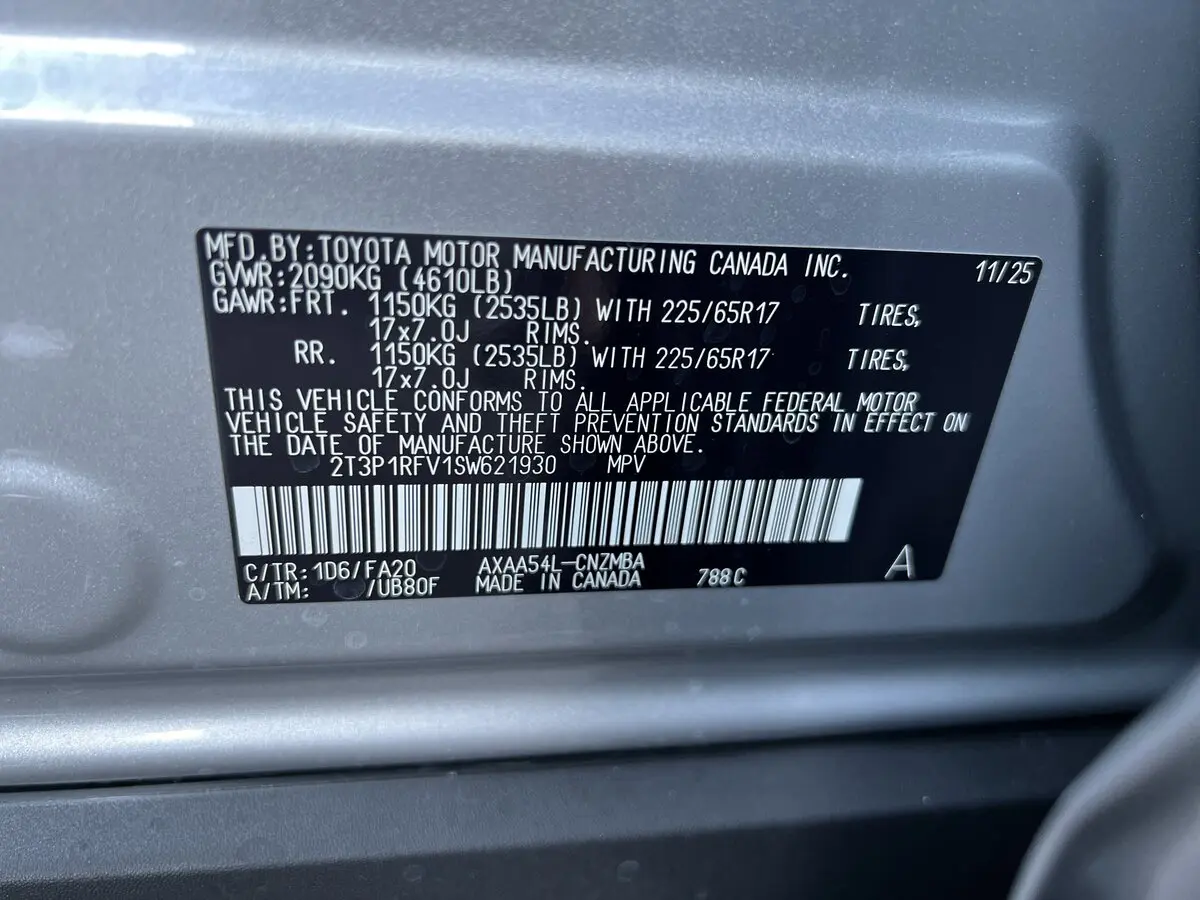 MFD.BY:TOYOTA MOTOR MANUFACTURING CANADA INC. 11/25
GVWR:2090KG (4610LB)
GAWR:FRT. 1150KG (2535LB) WITH 225/65R17 TIRES,
17x7.0J RIMS.
RR. 1150KG (2535LB) WITH 225/65R17 TIRES,
17x7.0J RIMS.
THIS VEHICLE CONFORMS TO ALL APPLICABLE FEDERAL MOTOR
VEHICLE SAFETY AND THEFT PREVENTION STANDARDS IN EFFECT ON
THE DATE OF MANUFACTURE SHOWN ABOVE.
2T3P1RFV1SW621930 MPV
C/TR:1D6/FA20 AXAA54L-CNZMBA
A/TM: /UB80F MADE IN CANADA 788C A